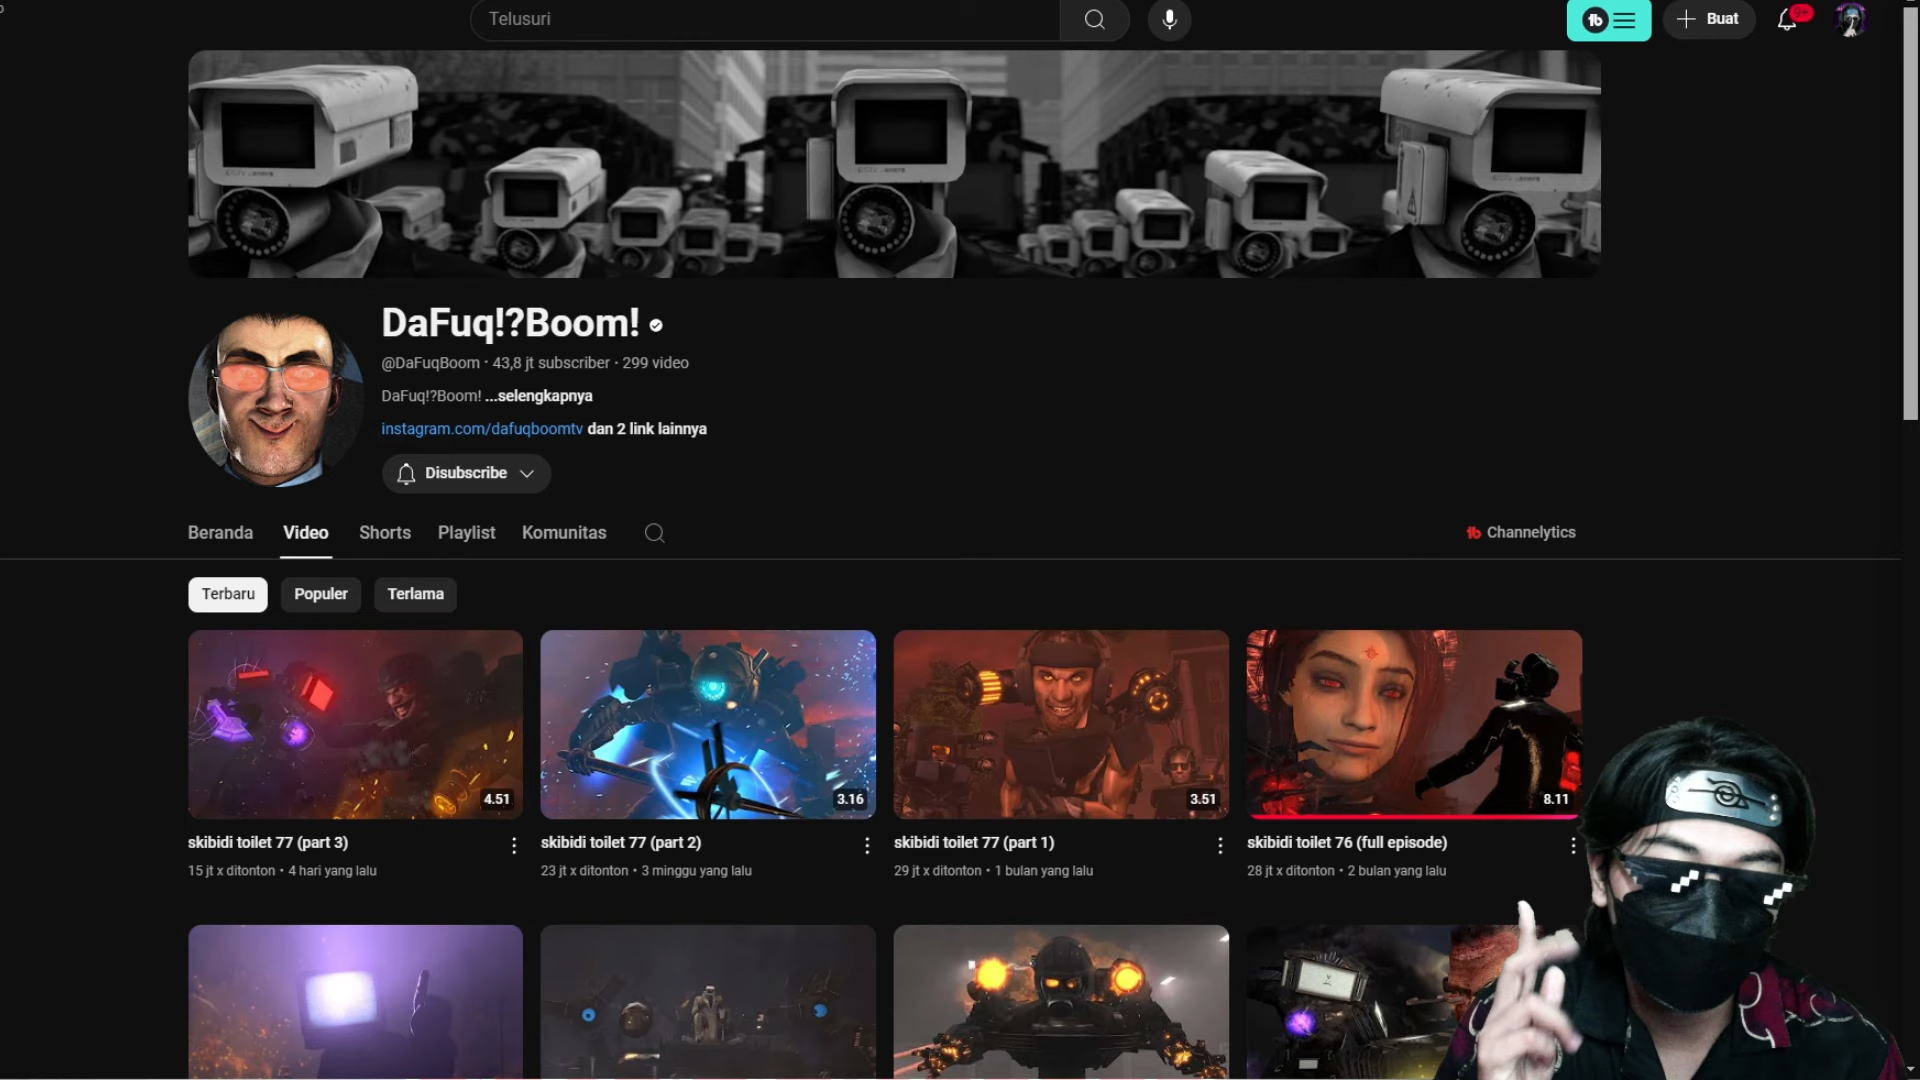 Telusuri
Buat
9+
DaFuq!?Boom!
@DaFuqBoom · 43,8 jt subscriber · 299 video
DaFuq!?Boom! ...selengkapnya
instagram.com/dafuqboomtv dan 2 link lainnya
Disubscribe
Beranda Video Shorts Playlist Komunitas
Channelytics
Terbaru Populer Terlama
4.51 3.16 3.51 8.11
skibidi toilet 77 (part 3) skibidi toilet 77 (part 2) skibidi toilet 77 (part 1) skibidi toilet 76 (full episode)
15 jt x ditonton • 4 hari yang lalu 23 jt x ditonton • 3 minggu yang lalu 29 jt x ditonton • 1 bulan yang lalu 28 jt x ditonton • 2 bulan yang lalu